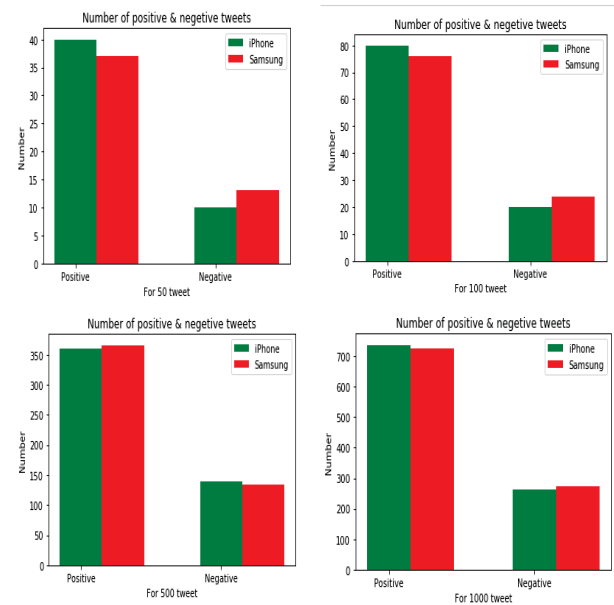 Number of positive & negetive tweets
40
35
30
25
20
15
10
5
0
Number
iPhone
Samsung
Positive Negative
For 50 tweet
Number of positive & negetive tweets
80
70
60
50
40
30
20
10
0
Number
iPhone
Samsung
Positive Negative
For 100 tweet
Number of positive & negetive tweets
350
300
250
200
150
100
50
0
Number
iPhone
Samsung
Positive Negative
For 500 tweet
Number of positive & negetive tweets
700
600
500
400
300
200
100
0
Number
iPhone
Samsung
Positive Negative
For 1000 tweet